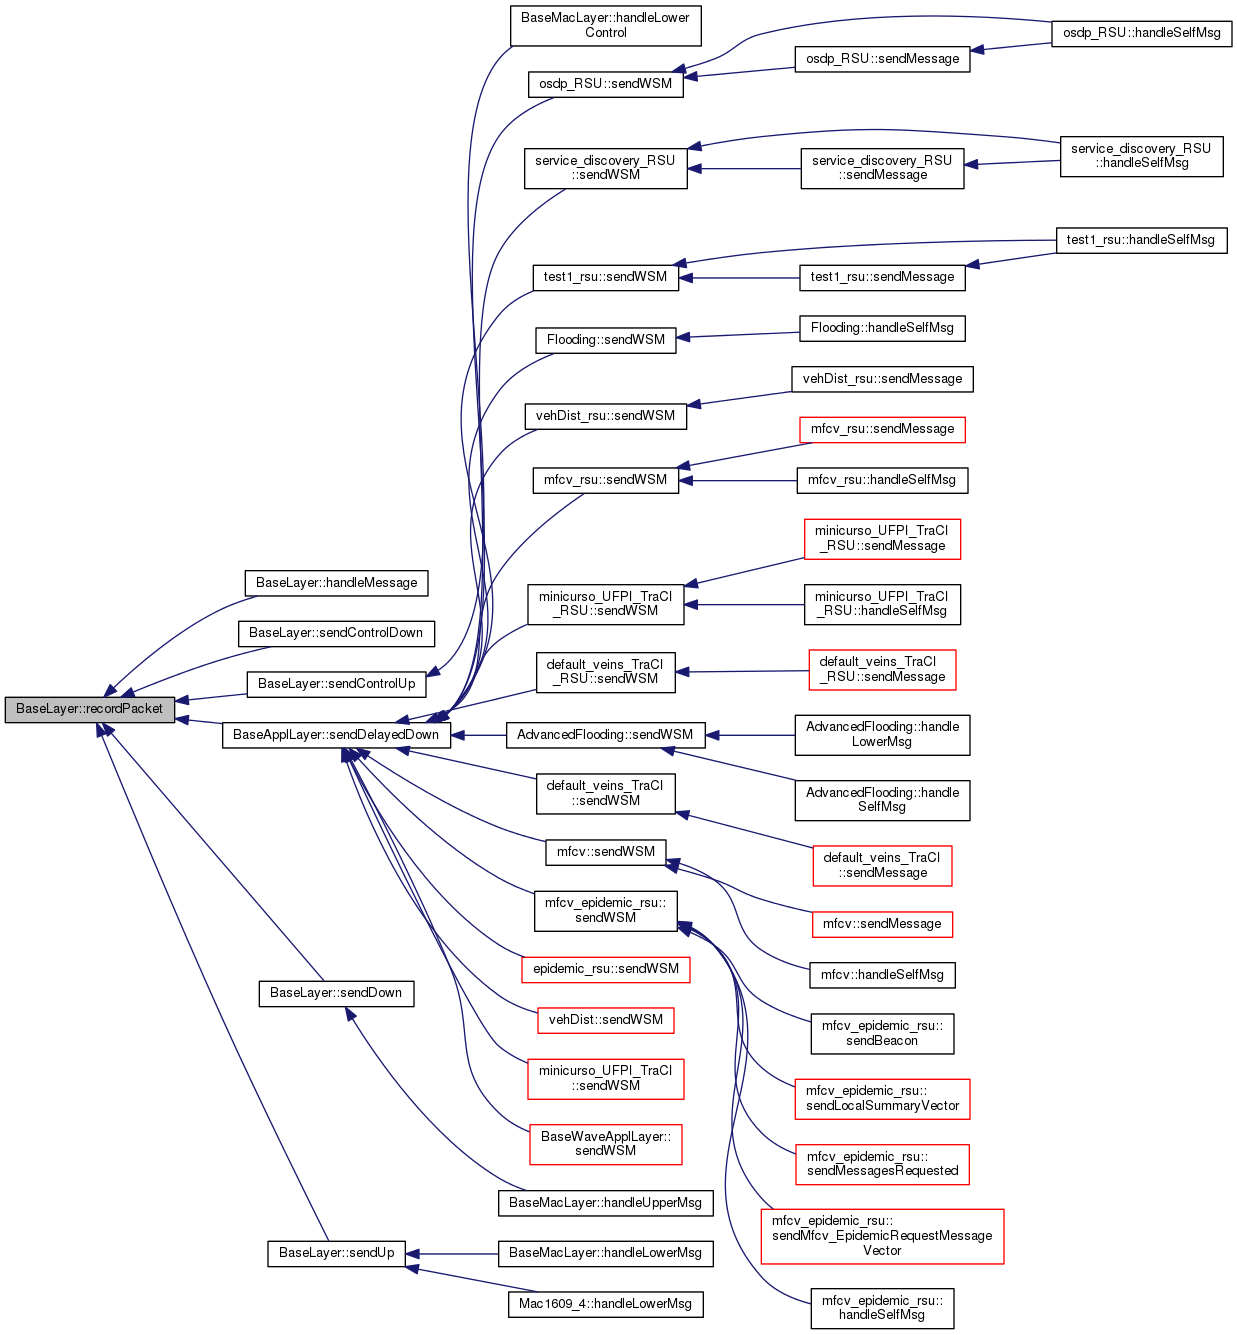 BaseMacLayer::handleLower
Control
osdp_RSU::sendWSM
osdp_RSU::sendMessage
osdp_RSU::handleSelfMsg
service_discovery_RSU
::sendWSM
service_discovery_RSU
::sendMessage
service_discovery_RSU
::handleSelfMsg
test1_rsu::sendWSM
test1_rsu::sendMessage
test1_rsu::handleSelfMsg
Flooding::sendWSM
Flooding::handleSelfMsg
vehDist_rsu::sendWSM
vehDist_rsu::sendMessage
mfcv_rsu::sendWSM
mfcv_rsu::sendMessage
mfcv_rsu::handleSelfMsg
minicurso_UFPI_TraCI
_RSU::sendWSM
minicurso_UFPI_TraCI
_RSU::sendMessage
minicurso_UFPI_TraCI
_RSU::handleSelfMsg
default_veins_TraCI
_RSU::sendWSM
default_veins_TraCI
_RSU::sendMessage
BaseLayer::handleMessage
BaseLayer::sendControlDown
BaseLayer::sendControlUp
BaseLayer::recordPacket
BaseApplLayer::sendDelayedDown
AdvancedFlooding::sendWSM
AdvancedFlooding::handle
LowerMsg
AdvancedFlooding::handle
SelfMsg
default_veins_TraCI
::sendWSM
default_veins_TraCI
::sendMessage
mfcv::sendWSM
mfcv::sendMessage
mfcv::handleSelfMsg
mfcv_epidemic_rsu::
sendWSM
mfcv_epidemic_rsu::
sendBeacon
mfcv_epidemic_rsu::
sendLocalSummaryVector
mfcv_epidemic_rsu::
sendMessagesRequested
mfcv_epidemic_rsu::
sendMfcv_EpidemicRequestMessage
Vector
mfcv_epidemic_rsu::
handleSelfMsg
epidemic_rsu::sendWSM
vehDist::sendWSM
minicurso_UFPI_TraCI
::sendWSM
BaseWaveApplLayer::
sendWSM
BaseLayer::sendDown
BaseMacLayer::handleUpperMsg
BaseLayer::sendUp
BaseMacLayer::handleLowerMsg
Mac1609_4::handleLowerMsg